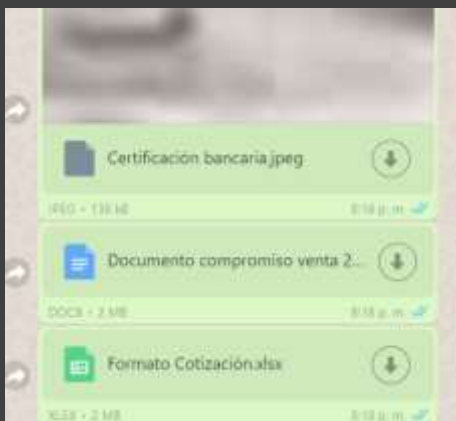 Certificación bancaria.jpeg
JPEG • 138 kB 8:18 p. m.
Documento compromiso venta 2...
DOCX • 2 MB 8:18 p. m.
Formato Cotización.xlsx
XLSX • 2 MB 8:18 p. m.